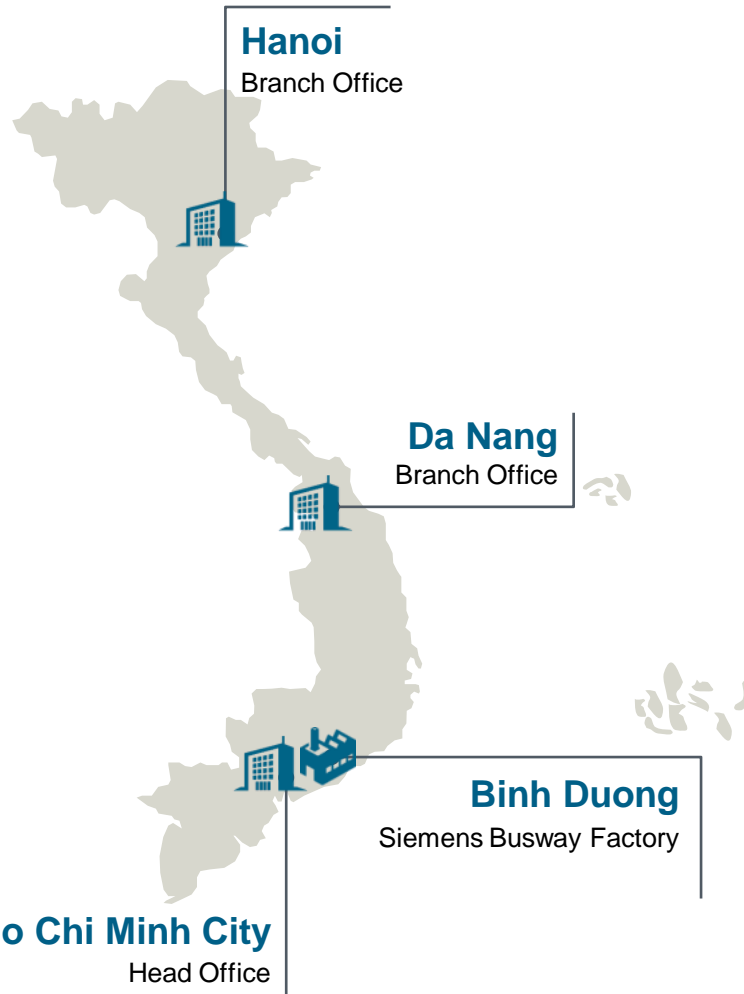 Hanoi
Branch Office
Da Nang
Branch Office
Binh Duong
Siemens Busway Factory
o Chi Minh City
Head Office